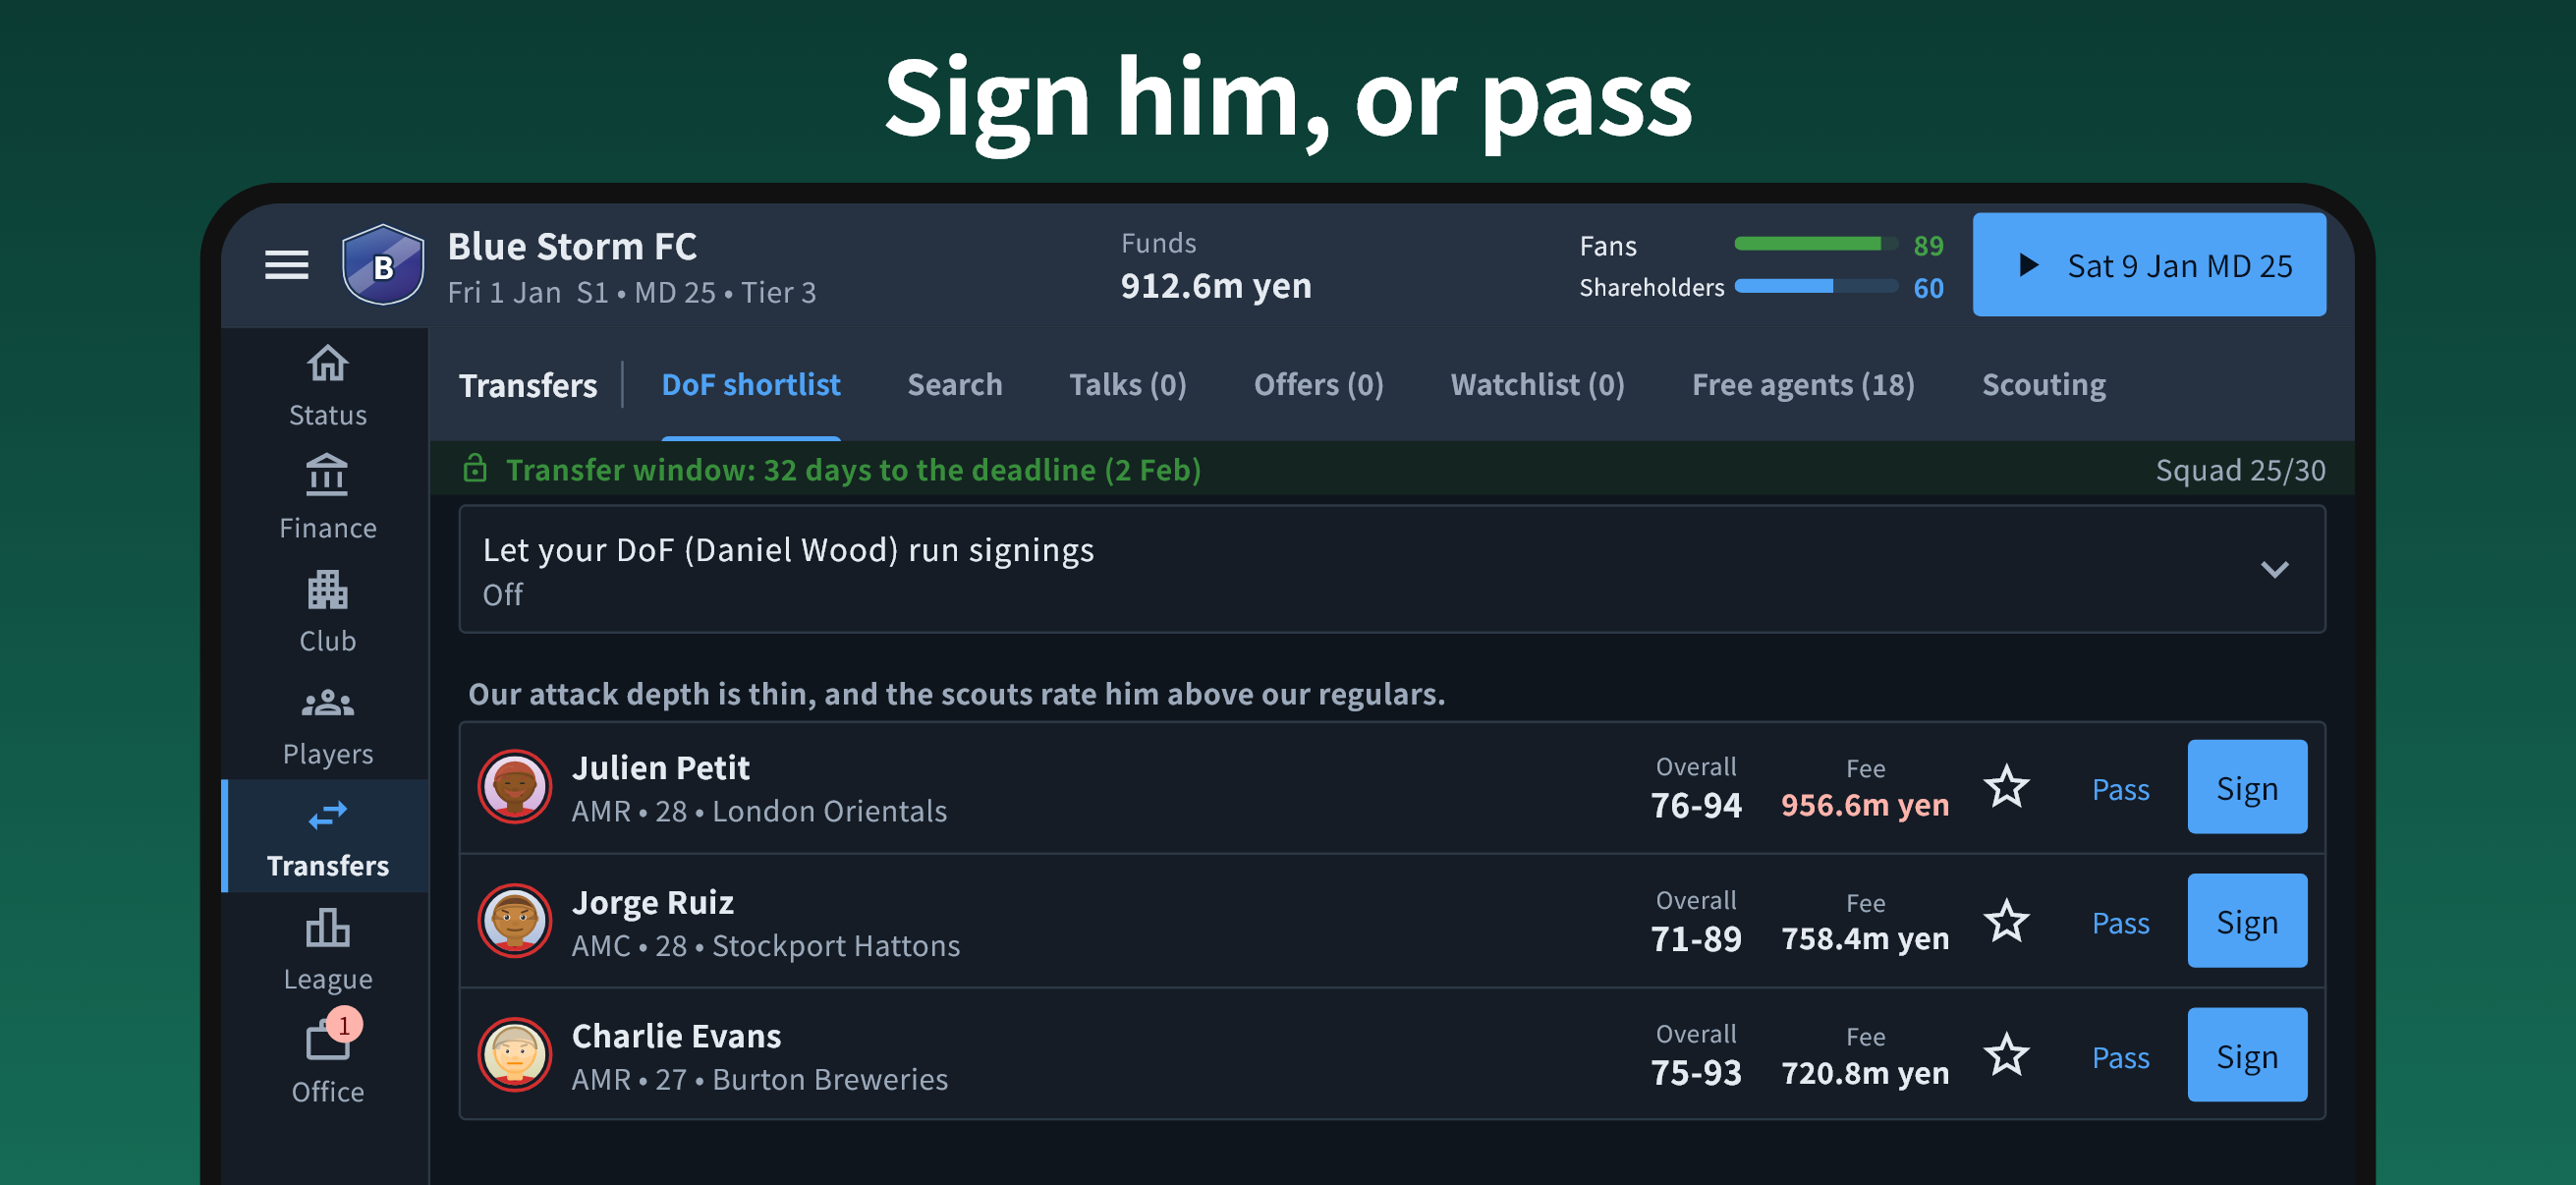 Sign him, or pass
B
Blue Storm FC
Fri 1 Jan S1 • MD 25 • Tier 3
Funds
912.6m yen
Fans 89
Shareholders 60
Sat 9 Jan MD 25
Status
Finance
Club
Players
Transfers
League
1
Office
Transfers
DoF shortlist
Search
Talks (0)
Offers (0)
Watchlist (0)
Free agents (18)
Scouting
Transfer window: 32 days to the deadline (2 Feb)
Squad 25/30
Let your DoF (Daniel Wood) run signings
Off
Our attack depth is thin, and the scouts rate him above our regulars.
Julien Petit
AMR • 28 • London Orientals
Overall
76-94
Fee
956.6m yen
Pass
Sign
Jorge Ruiz
AMC • 28 • Stockport Hattons
Overall
71-89
Fee
758.4m yen
Pass
Sign
Charlie Evans
AMR • 27 • Burton Breweries
Overall
75-93
Fee
720.8m yen
Pass
Sign